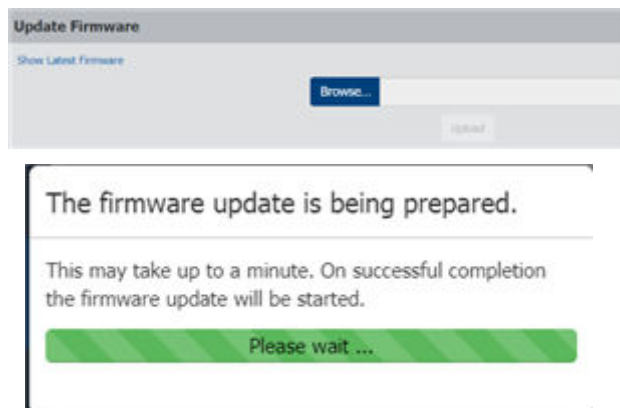 Update Firmware
Show Latest Firmware
Browse...
Upload
The firmware update is being prepared.
This may take up to a minute. On successful completion
the firmware update will be started.
Please wait ...